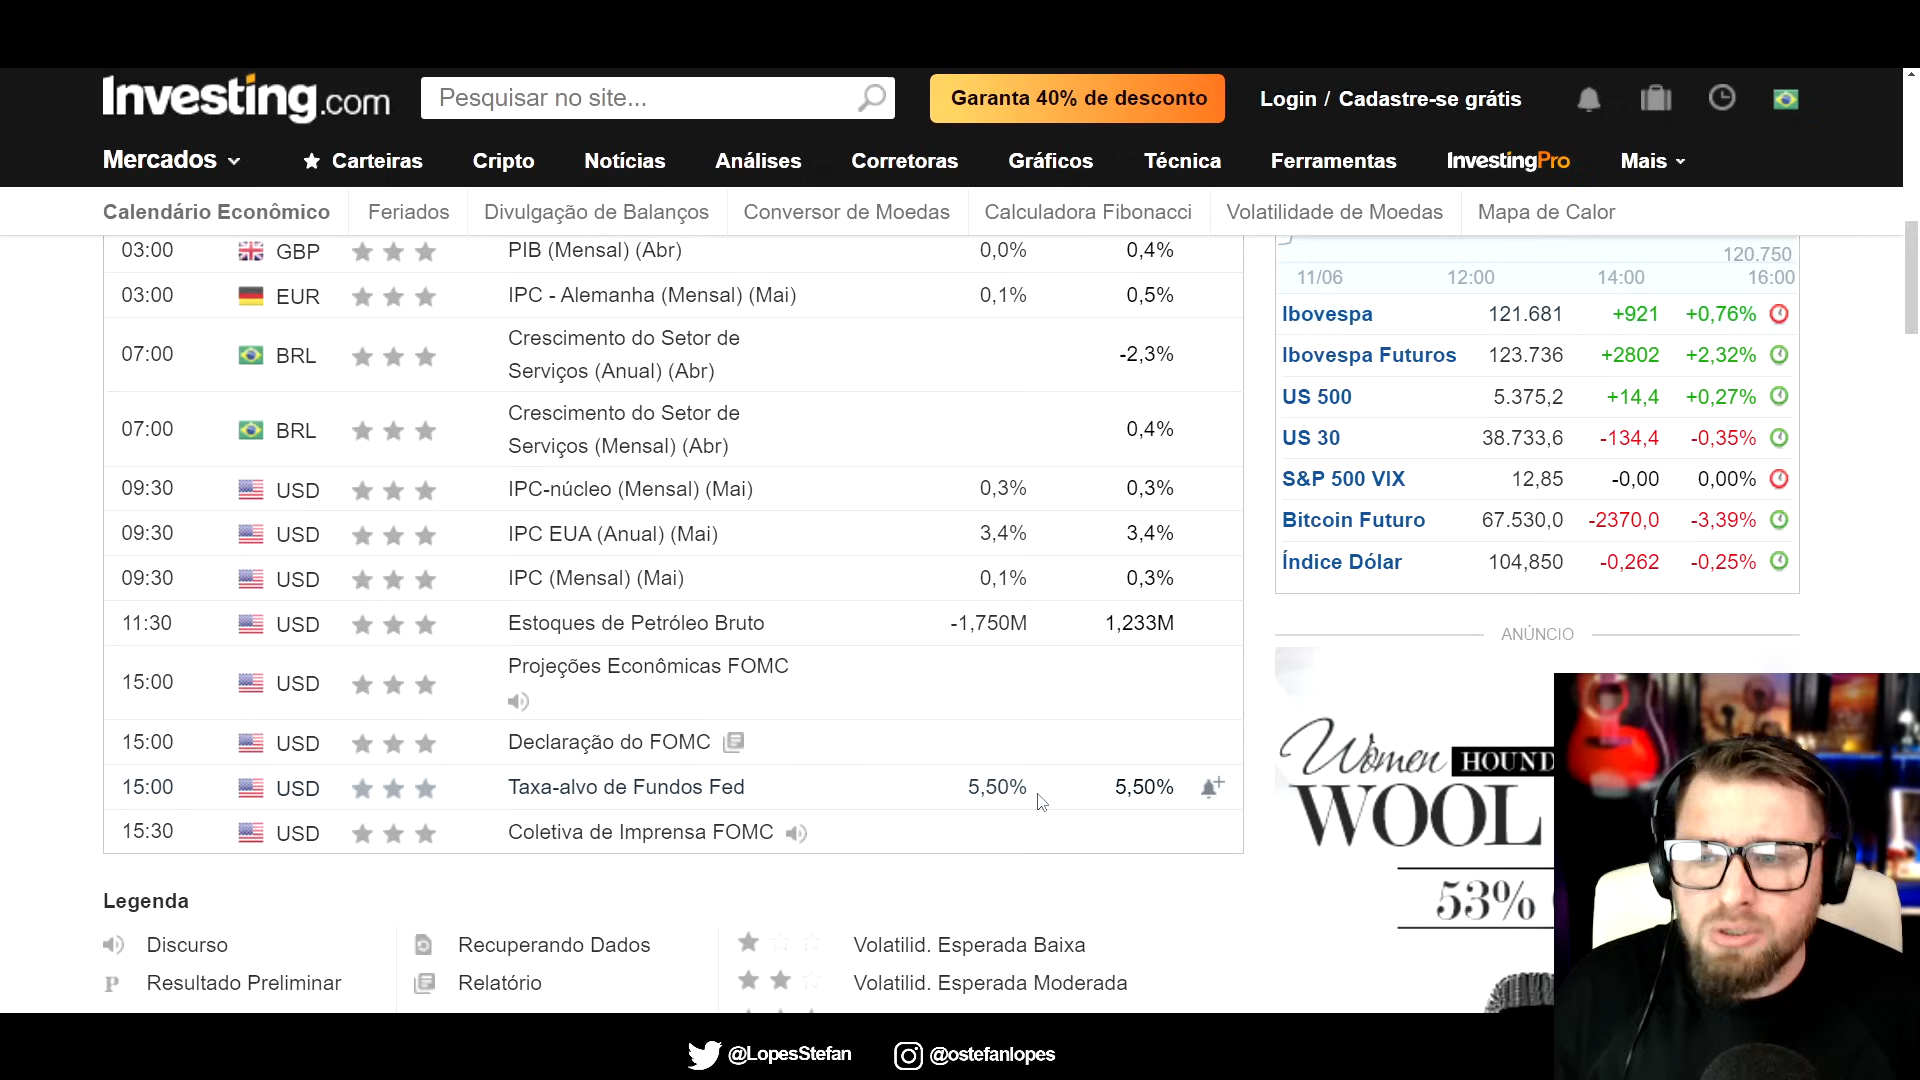 Investing.com
Pesquisar no site...
Garanta 40% de desconto
Login / Cadastre-se grátis
Mercados
Carteiras
Cripto
Notícias
Análises
Corretoras
Gráficos
Técnica
Ferramentas
InvestingPro
Mais
Calendário Econômico
Feriados
Divulgação de Balanços
Conversor de Moedas
Calculadora Fibonacci
Volatilidade de Moedas
Mapa de Calor
03:00 GBP PIB (Mensal) (Abr) 0,0% 0,4%
03:00 EUR IPC - Alemanha (Mensal) (Mai) 0,1% 0,5%
07:00 BRL Crescimento do Setor de
Serviços (Anual) (Abr) -2,3%
07:00 BRL Crescimento do Setor de
Serviços (Mensal) (Abr) 0,4%
09:30 USD IPC-núcleo (Mensal) (Mai) 0,3% 0,3%
09:30 USD IPC EUA (Anual) (Mai) 3,4% 3,4%
09:30 USD IPC (Mensal) (Mai) 0,1% 0,3%
11:30 USD Estoques de Petróleo Bruto -1,750M 1,233M
15:00 USD Projeções Econômicas FOMC
15:00 USD Declaração do FOMC
15:00 USD Taxa-alvo de Fundos Fed 5,50% 5,50%
15:30 USD Coletiva de Imprensa FOMC
120.750
11/06 12:00 14:00 16:00
Ibovespa 121.681 +921 +0,76%
Ibovespa Futuros 123.736 +2802 +2,32%
US 500 5.375,2 +14,4 +0,27%
US 30 38.733,6 -134,4 -0,35%
S&P 500 VIX 12,85 -0,00 0,00%
Bitcoin Futuro 67.530,0 -2370,0 -3,39%
Índice Dólar 104,850 -0,262 -0,25%
ANÚNCIO
Women HOUND
WOOL
53%
Legenda
Discurso
Recuperando Dados
Volatilid. Esperada Baixa
P Resultado Preliminar
Relatório
Volatilid. Esperada Moderada
@LopesStefan
@ostefanlopes